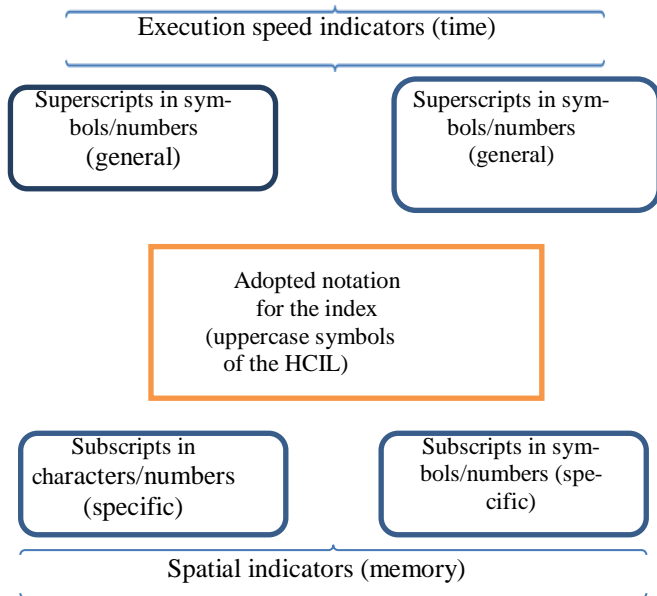 Execution speed indicators (time)
Superscripts in sym-
bols/numbers
(general)
Superscripts in sym-
bols/numbers
(general)
Adopted notation
for the index
(uppercase symbols
of the HCIL)
Subscripts in
characters/numbers
(specific)
Subscripts in sym-
bols/numbers (spe-
cific)
Spatial indicators (memory)